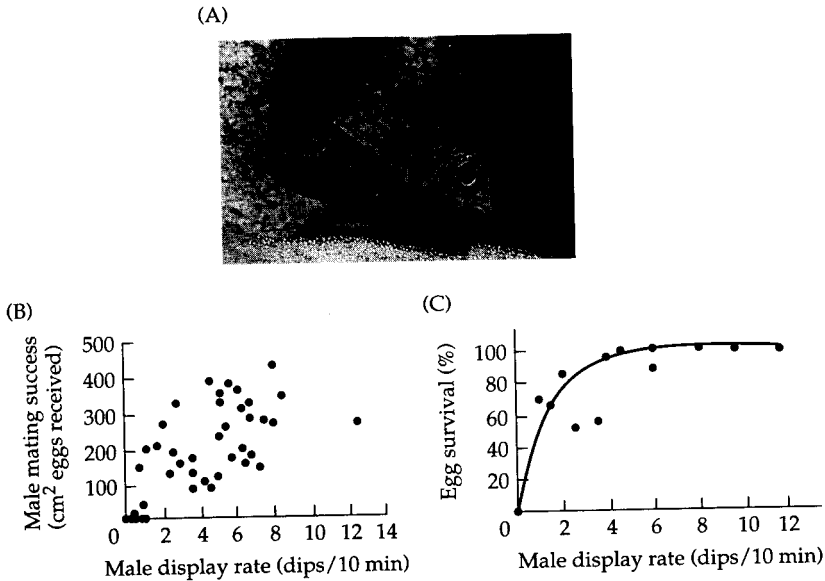 (A)
(B)
Male mating success
(cm² eggs received)
500
400
300
200
100
0 2 4 6 8 10 12 14
Male display rate (dips/10 min)
(C)
Egg survival (%)
100
80
60
40
20
0 2 4 6 8 10 12
Male display rate (dips/10 min)